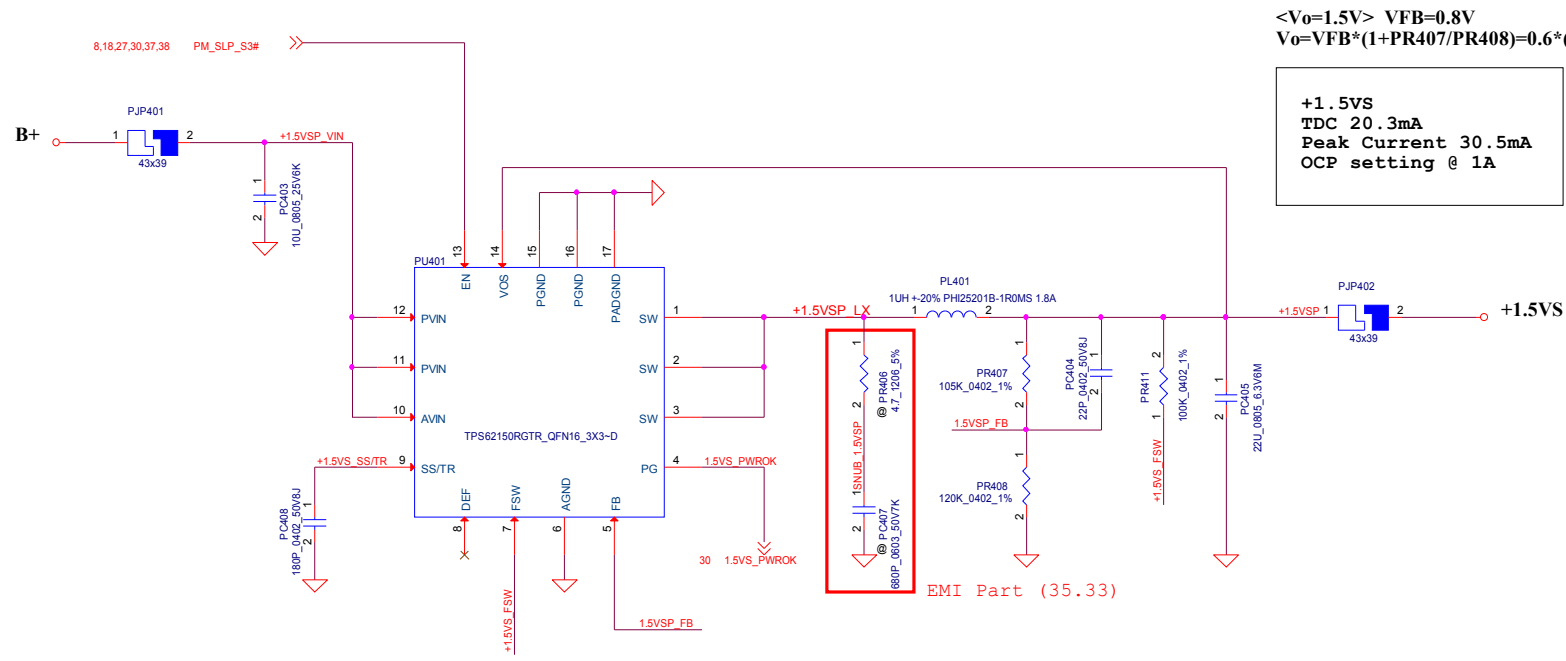 <Vo=1.5V> VFB=0.8V
Vo=VFB*(1+PR407/PR408)=0.6*(
+1.5VS
TDC 20.3mA
Peak Current 30.5mA
OCP setting @ 1A
8,18,27,30,37,38 PM_SLP_S3#
PJP401
B+
1
2
43x39
+1.5VSP_VIN
1
2
PC403
10U_0805_25V6K
PU401
13
14
15
16
17
EN
VOS
PGND
PGND
PADGND
12
PVIN
11
PVIN
10
AVIN
9
SS/TR
+1.5VS_SS/TR
SW
1
SW
2
SW
3
PG
4
1.5VS_PWROK
TPS62150RGTR_QFN16_3X3~D
DEF
FSW
AGND
FB
8
7
6
5
1
2
PC408
180P_0402_50V8J
+1.5VS_FSW
1.5VSP_FB
30 1.5VS_PWROK
+1.5VSP_LX
PL401
1UH +-20% PHI25201B-1R0MS 1.8A
1
2
1
2
@ PR406
4.7_1206_5%
SNUB_1.5VSP
1
2
@ PC407
680P_0603_50V7K
EMI Part (35.33)
1
PR407
105K_0402_1%
2
1
2
PC404
22P_0402_50V8J
1.5VSP_FB
1
PR408
120K_0402_1%
2
2
1
PR411
100K_0402_1%
+1.5VS_FSW
1
2
PC405
22U_0805_6.3V6M
+1.5VSP
PJP402
1
2
43x39
+1.5VS